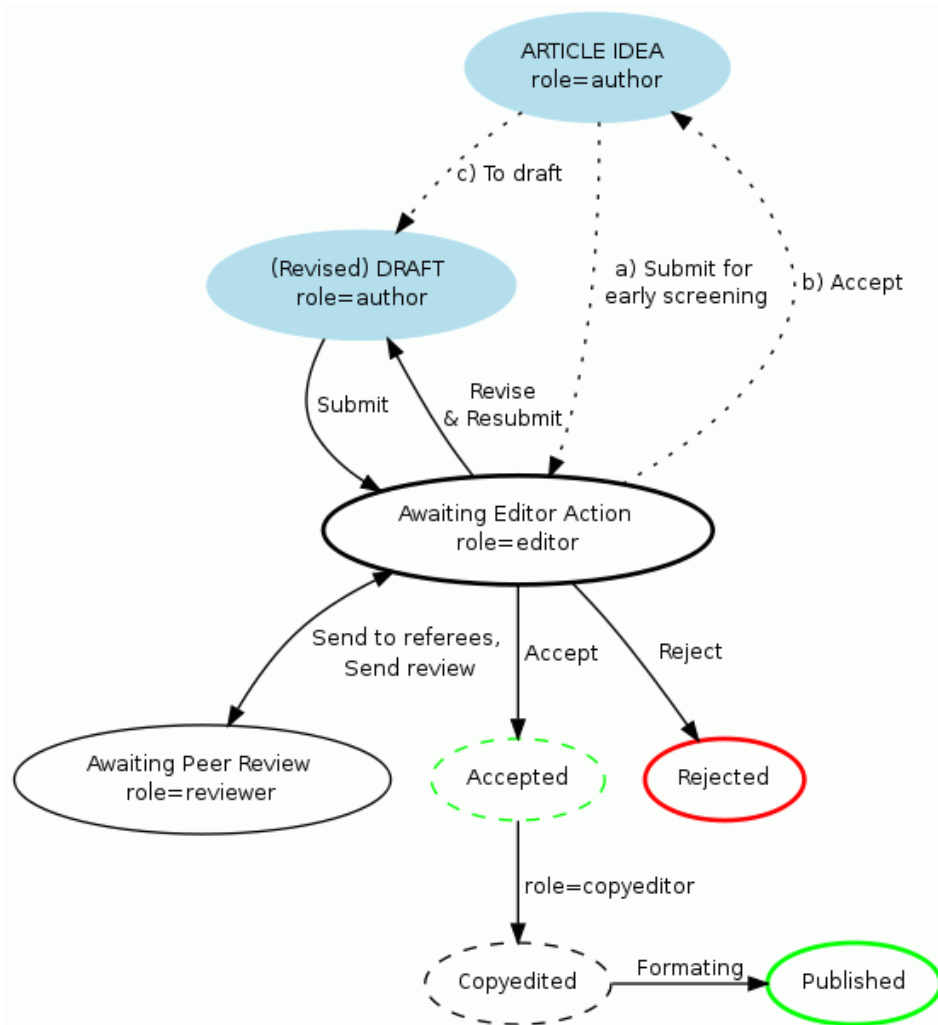 ARTICLE IDEA
role=author
c) To draft
(Revised) DRAFT
role=author
a) Submit for
early screening
b) Accept
Submit
Revise
& Resubmit
Awaiting Editor Action
role=editor
Send to referees,
Send review
Accept
Reject
Awaiting Peer Review
role=reviewer
Accepted
Rejected
role=copyeditor
Copyedited
Formating
Published